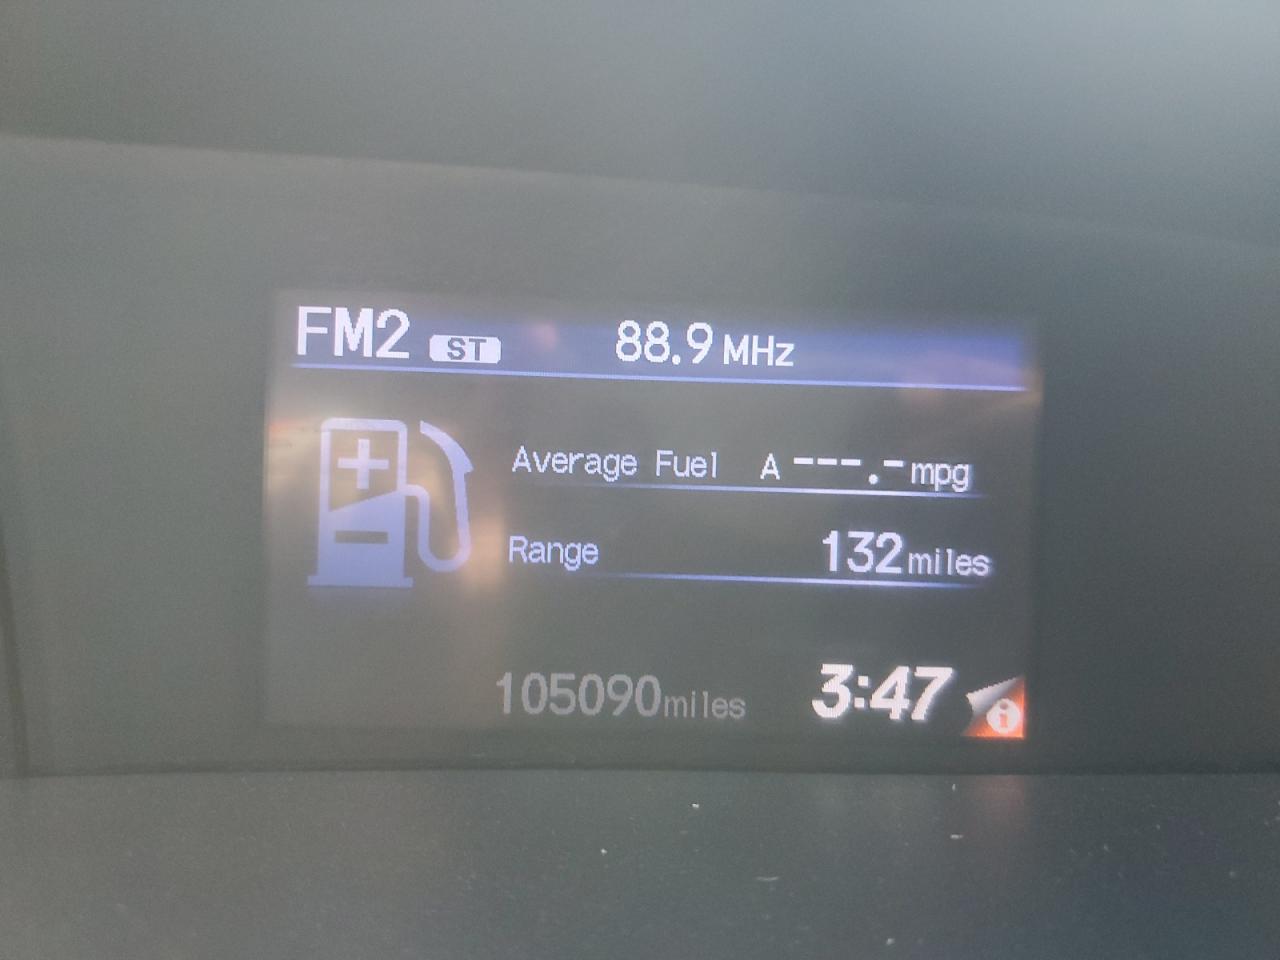 FM2 ST 88.9 MHz
Average Fuel A ---.- mpg
Range 132 miles
105090 miles 3:47 i